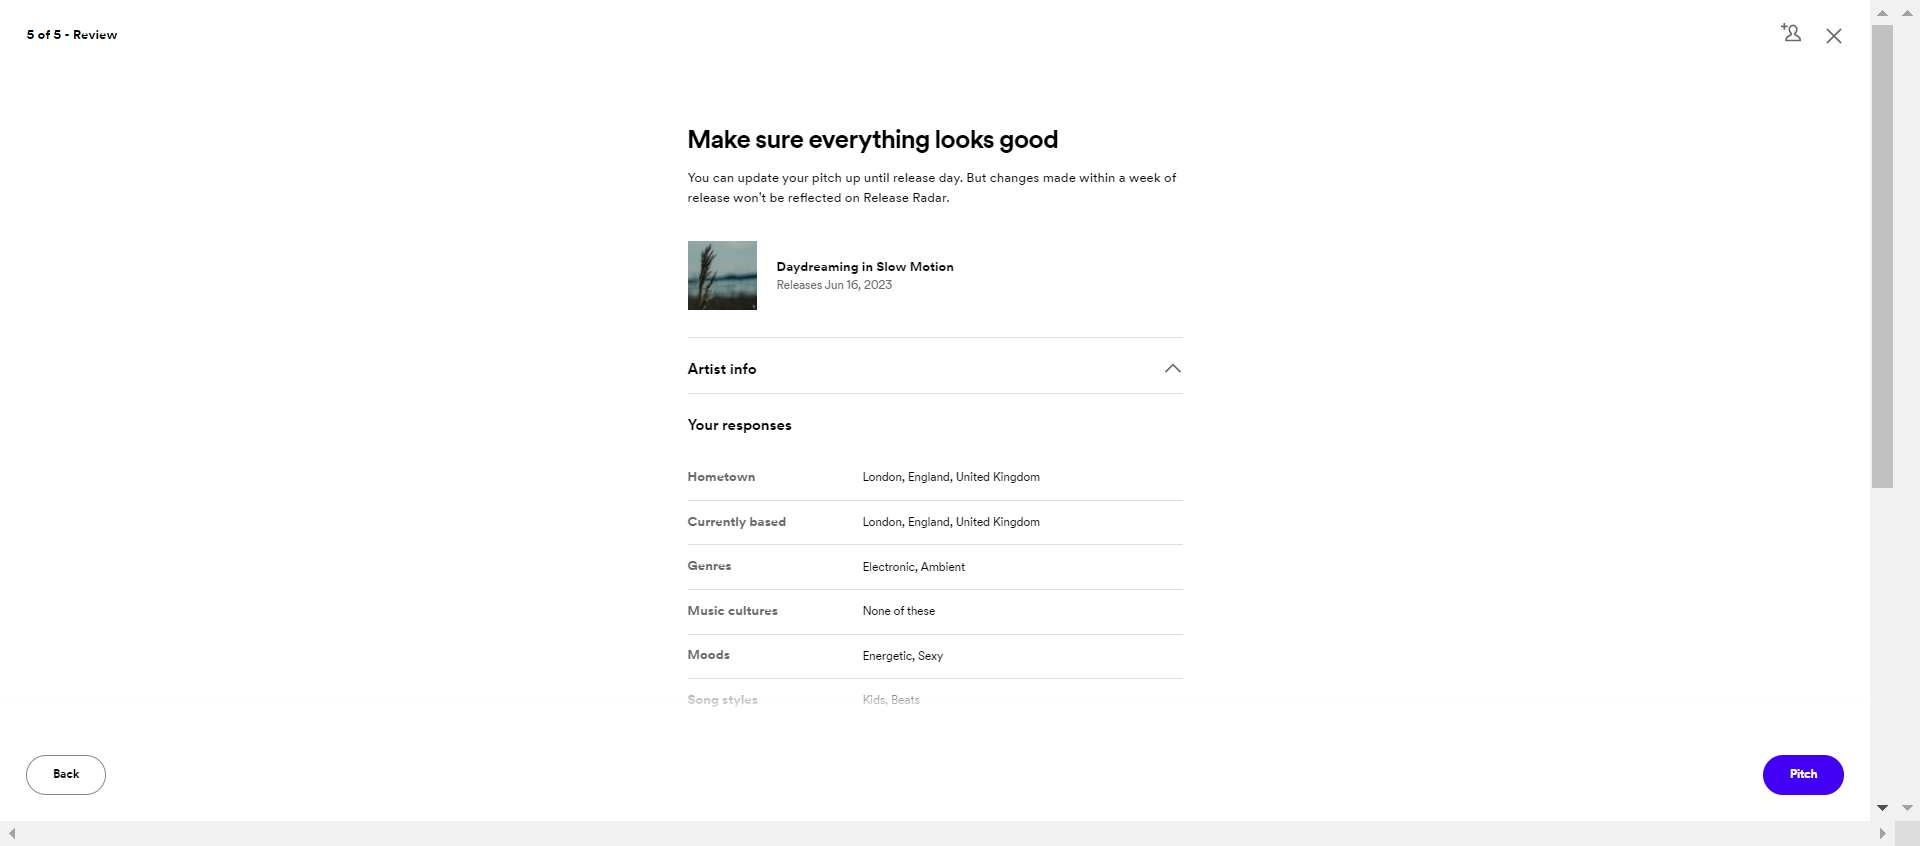 5 of 5 - Review
Make sure everything looks good
You can update your pitch up until release day. But changes made within a week of
release won't be reflected on Release Radar.
Daydreaming in Slow Motion
Releases Jun 16, 2023
Artist info
Your responses
Hometown London, England, United Kingdom
Currently based London, England, United Kingdom
Genres Electronic, Ambient
Music cultures None of these
Moods Energetic, Sexy
Song styles Kids, Beats
Back Pitch